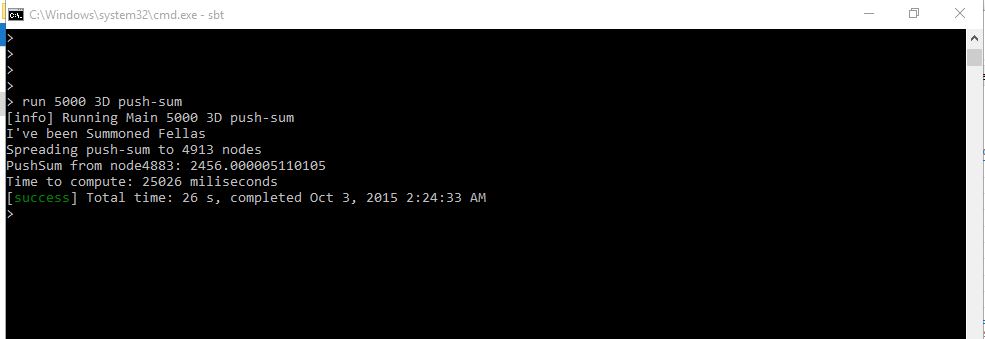 C:\Windows\system32\cmd.exe - sbt
>
>
>
>
> run 5000 3D push-sum
[info] Running Main 5000 3D push-sum
I've been Summoned Fellas
Spreading push-sum to 4913 nodes
PushSum from node4883: 2456.000005110105
Time to compute: 25026 miliseconds
[success] Total time: 26 s, completed Oct 3, 2015 2:24:33 AM
>